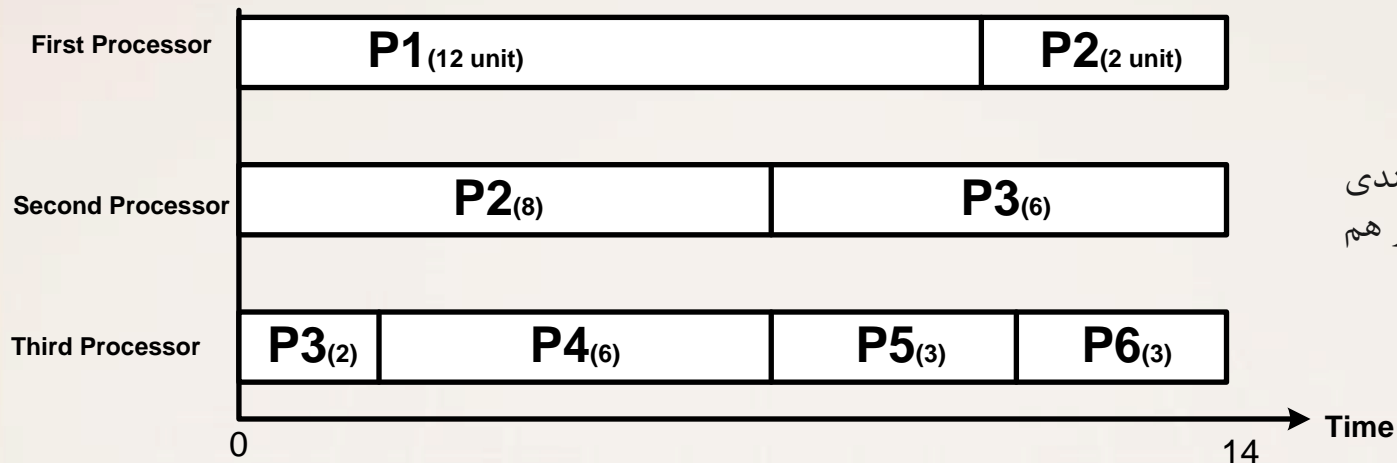 First Processor
P1(12 unit)
P2(2 unit)
Second Processor
P2(8)
P3(6)
Third Processor
P3(2)
P4(6)
P5(3)
P6(3)
Time
0
14
هم